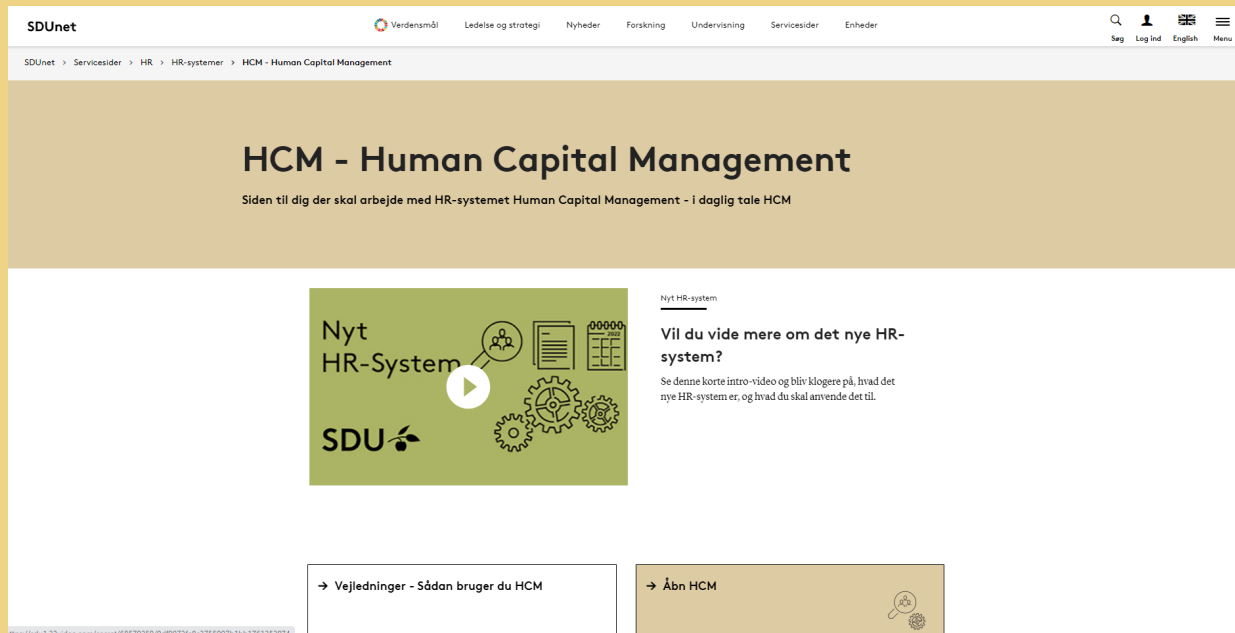 SDUnet
Verdensmål Ledelse og strategi Nyheder Forskning Undervisning Servicesider Enheder
Søg Log ind English Menu
SDUnet > Servicesider > HR > HR-systemer > HCM - Human Capital Management
HCM - Human Capital Management
Siden til dig der skal arbejde med HR-systemet Human Capital Management - i daglig tale HCM
Nyt
HR-System
2022
SDU
Nyt HR-system
Vil du vide mere om det nye HR-
system?
Se denne korte intro-video og bliv klogere på, hvad det
nye HR-system er, og hvad du skal anvende det til.
→ Vejledninger - Sådan bruger du HCM
→ Åbn HCM